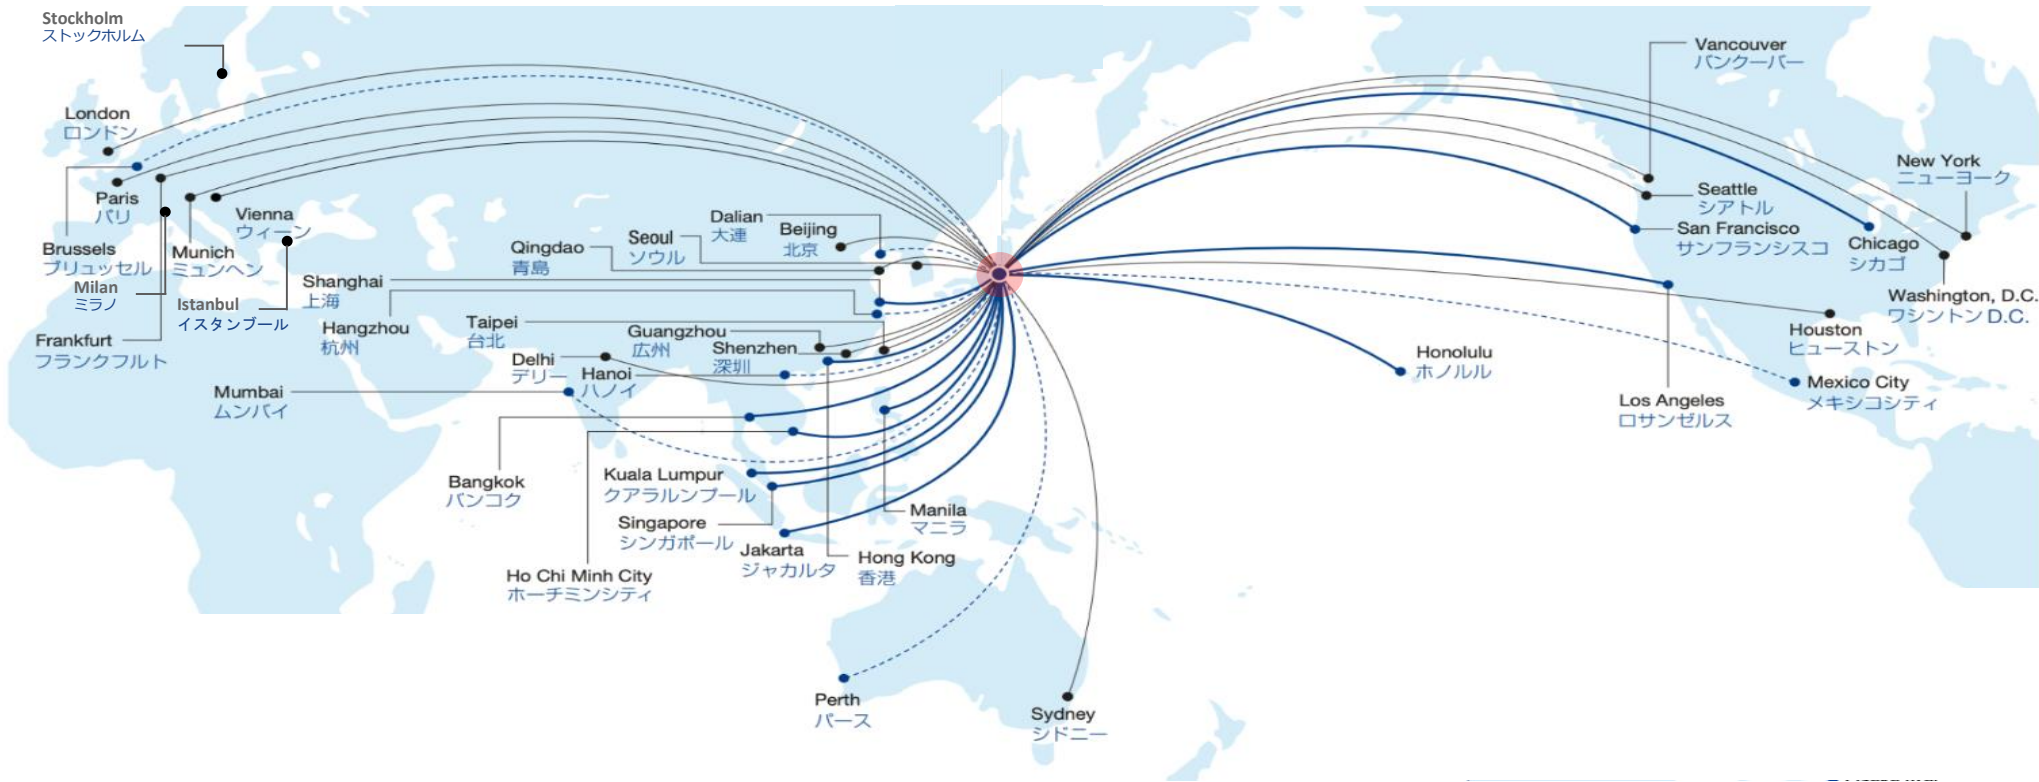 Stockholm
ストックホルム
London
ロンドン
Paris
パリ
Vienna
ウィーン
Brussels
ブリュッセル
Munich
ミュンヘン
Milan
ミラノ
Istanbul
イスタンブール
Frankfurt
フランクフルト
Dalian
大連
Beijing
北京
Seoul
ソウル
Qingdao
青島
Shanghai
上海
Hangzhou
杭州
Taipei
台北
Guangzhou
広州
Shenzhen
深圳
Delhi
デリー
Hanoi
ハノイ
Mumbai
ムンバイ
Bangkok
バンコク
Kuala Lumpur
クアラルンプール
Singapore
シンガポール
Jakarta
ジャカルタ
Manila
マニラ
Hong Kong
香港
Ho Chi Minh City
ホーチミンシティ
Perth
パース
Sydney
シドニー
Vancouver
バンクーバー
Seattle
シアトル
San Francisco
サンフランシスコ
New York
ニューヨーク
Chicago
シカゴ
Washington, D.C.
ワシントン D.C.
Houston
ヒューストン
Honolulu
ホノルル
Mexico City
メキシコシティ
Los Angeles
ロサンゼルス